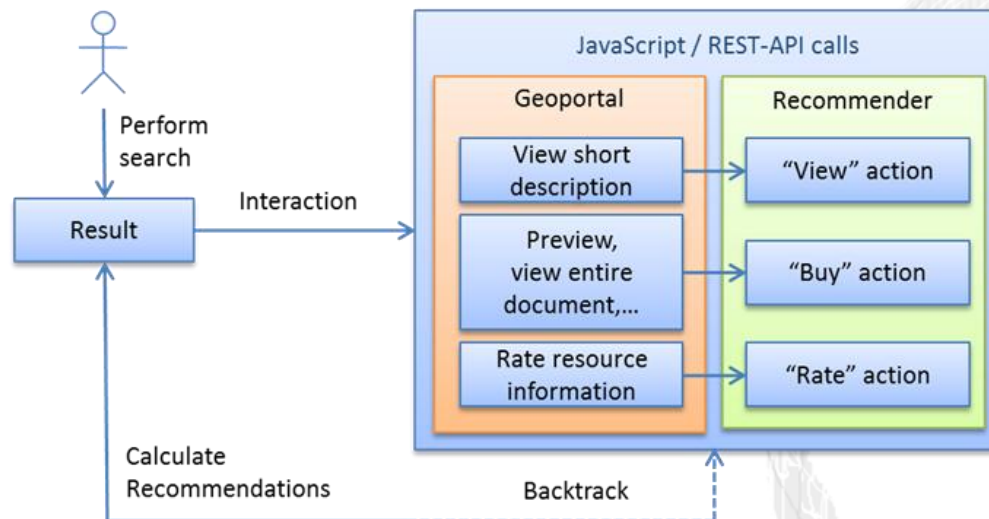 JavaScript / REST-API calls
Geoportal
Recommender
Perform
search
View short
description
“View” action
Interaction
Result
Preview,
view entire
document,...
“Buy” action
Rate resource
information
“Rate” action
Calculate
Recommendations
Backtrack